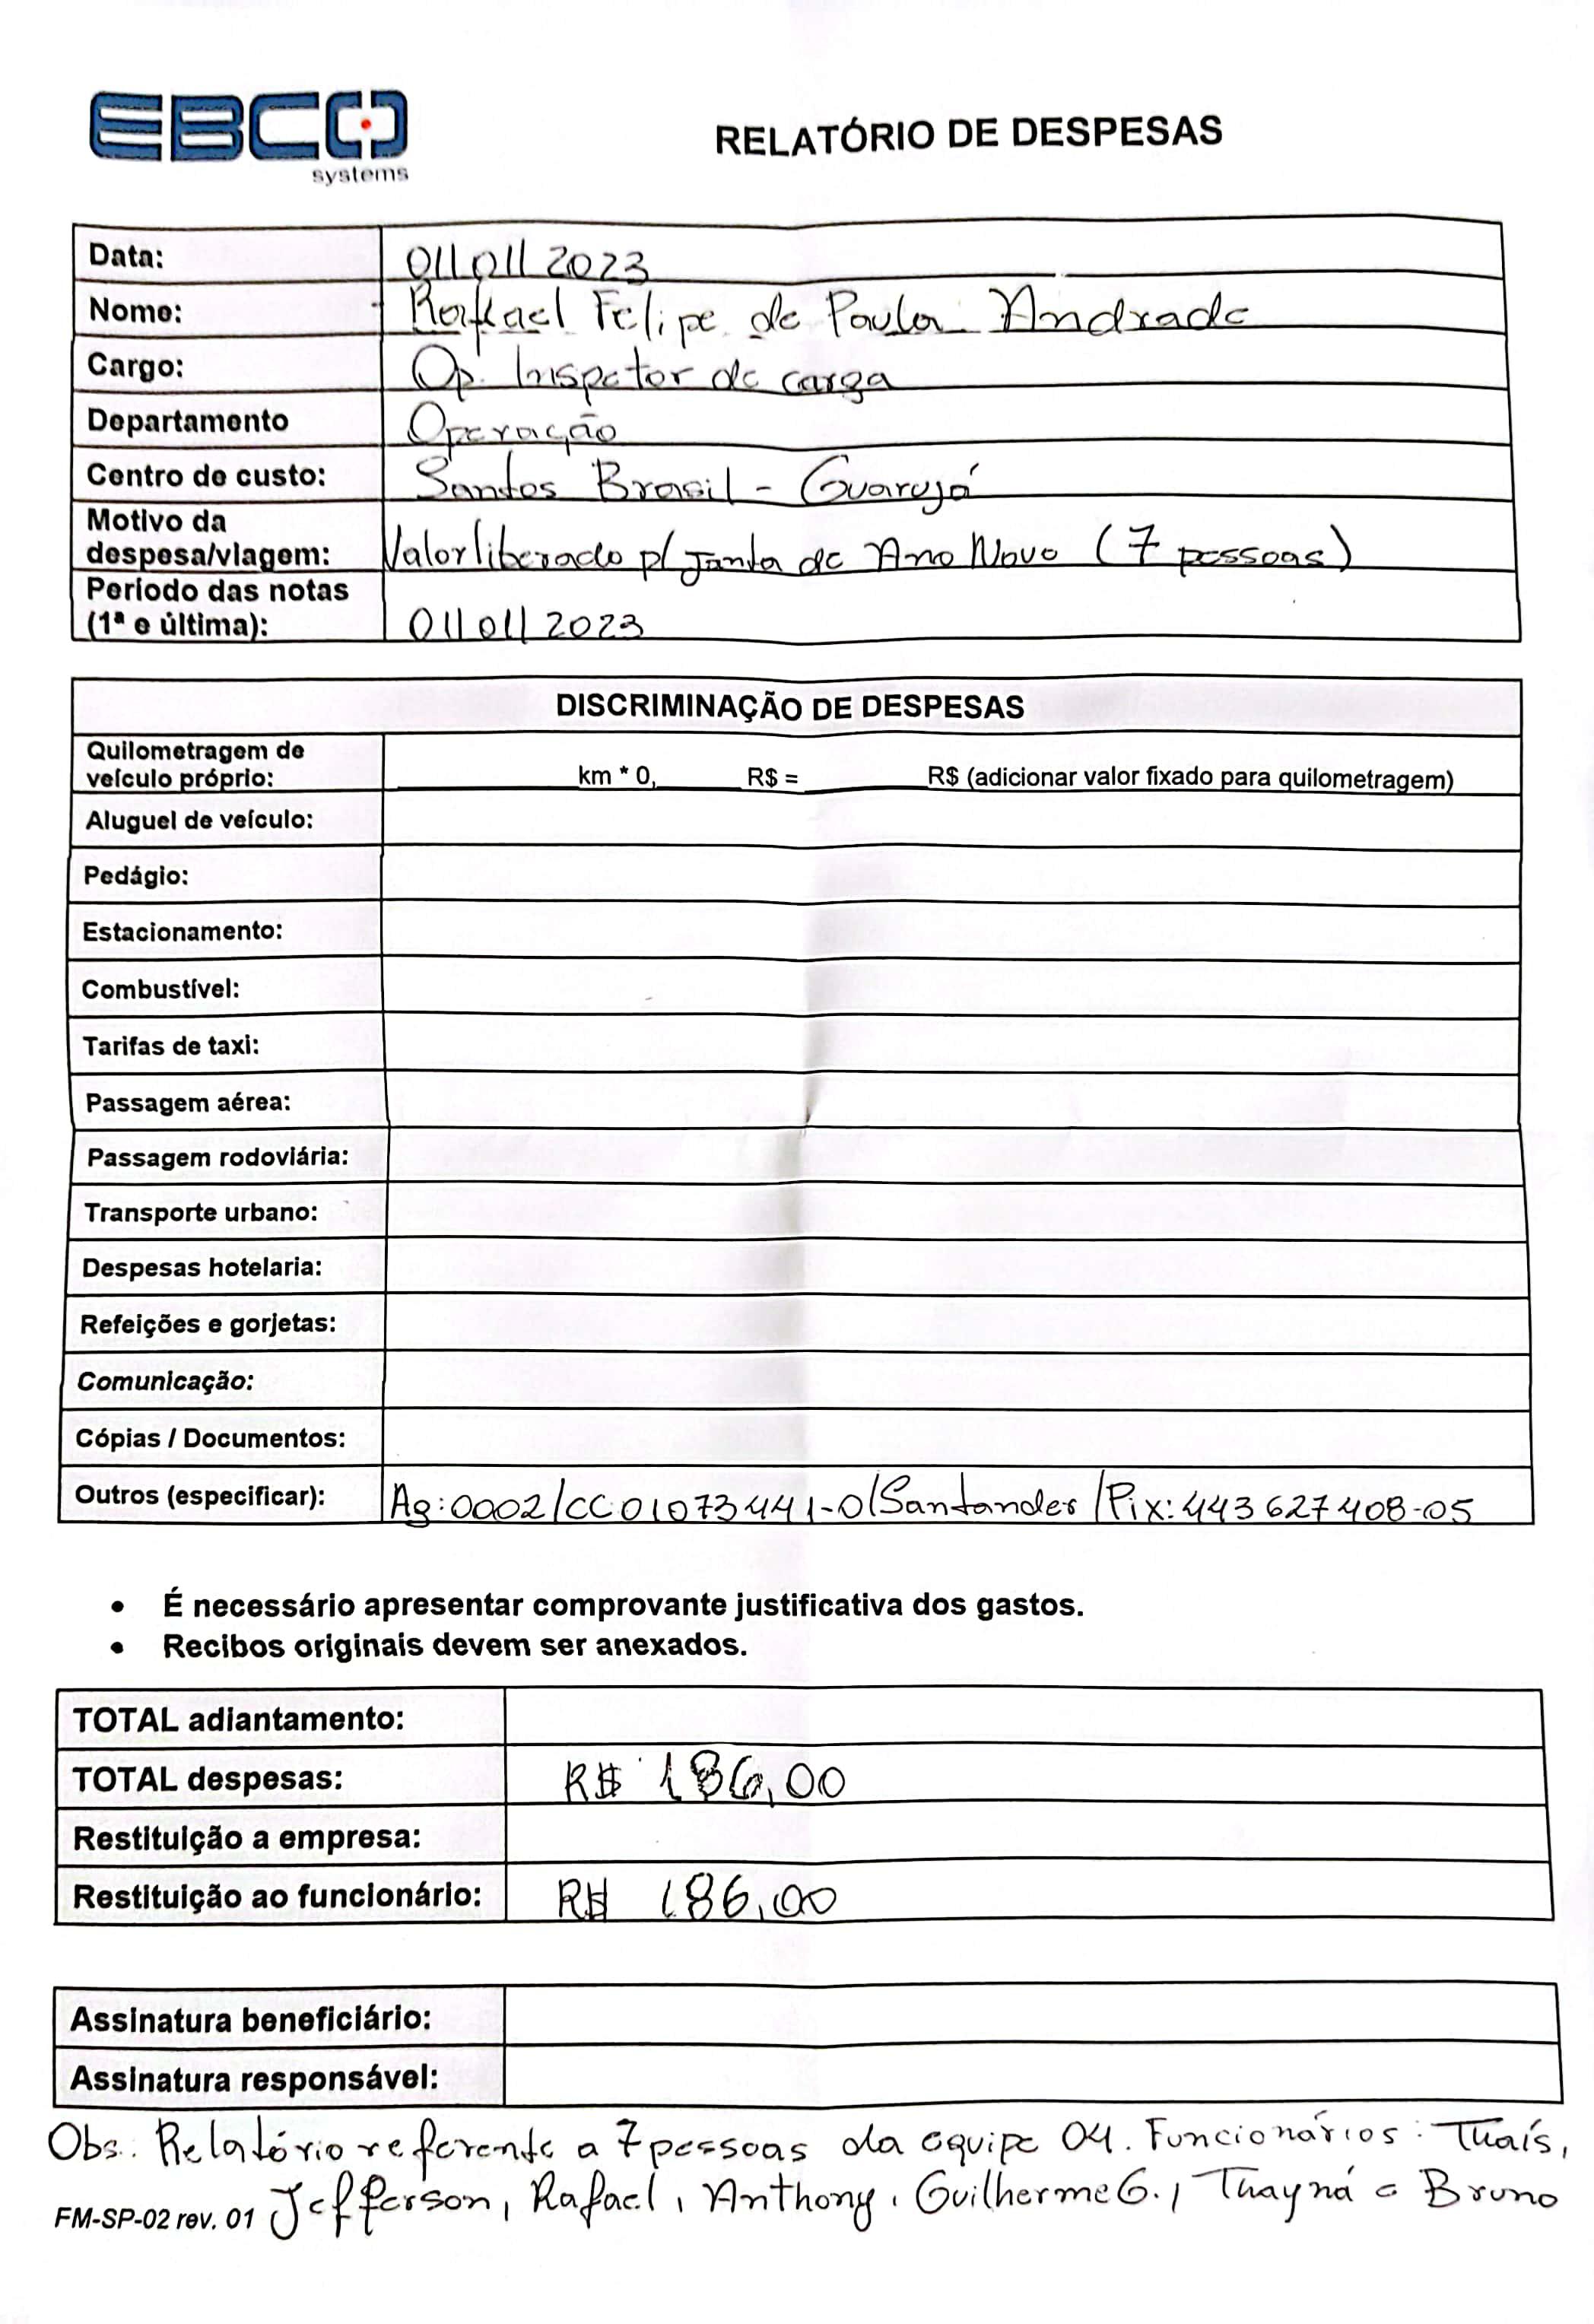 EBCO
systems
RELATÓRIO DE DESPESAS
Data: 01/01/2023
Nome: Rafael Felipe de Paula Andrade
Cargo: Op. Inspetor de carga
Departamento Operação
Centro de custo: Santos Brasil - Guarujá
Motivo da
despesa/viagem: Valor liberado p/ Janta de Ano Novo (7 pessoas)
Período das notas
(1ª e última): 01/01/2023
DISCRIMINAÇÃO DE DESPESAS
Quilometragem de
veículo próprio: km * 0, R$ = R$ (adicionar valor fixado para quilometragem)
Aluguel de veículo:
Pedágio:
Estacionamento:
Combustível:
Tarifas de taxi:
Passagem aérea:
Passagem rodoviária:
Transporte urbano:
Despesas hotelaria:
Refeições e gorjetas:
Comunicação:
Cópias / Documentos:
Outros (especificar): Ag:0002/CC01073441-0/Santander/Pix:443627408-05
• É necessário apresentar comprovante justificativa dos gastos.
• Recibos originais devem ser anexados.
TOTAL adiantamento:
TOTAL despesas: R$ 186,00
Restituição a empresa:
Restituição ao funcionário: R$ 186,00
Assinatura beneficiário:
Assinatura responsável:
Obs.: Relatório referente a 7 pessoas da equipe 04. Funcionários: Thaís,
FM-SP-02 rev. 01 Jefferson, Rafael, Anthony, Guilherme G., Thayná e Bruno